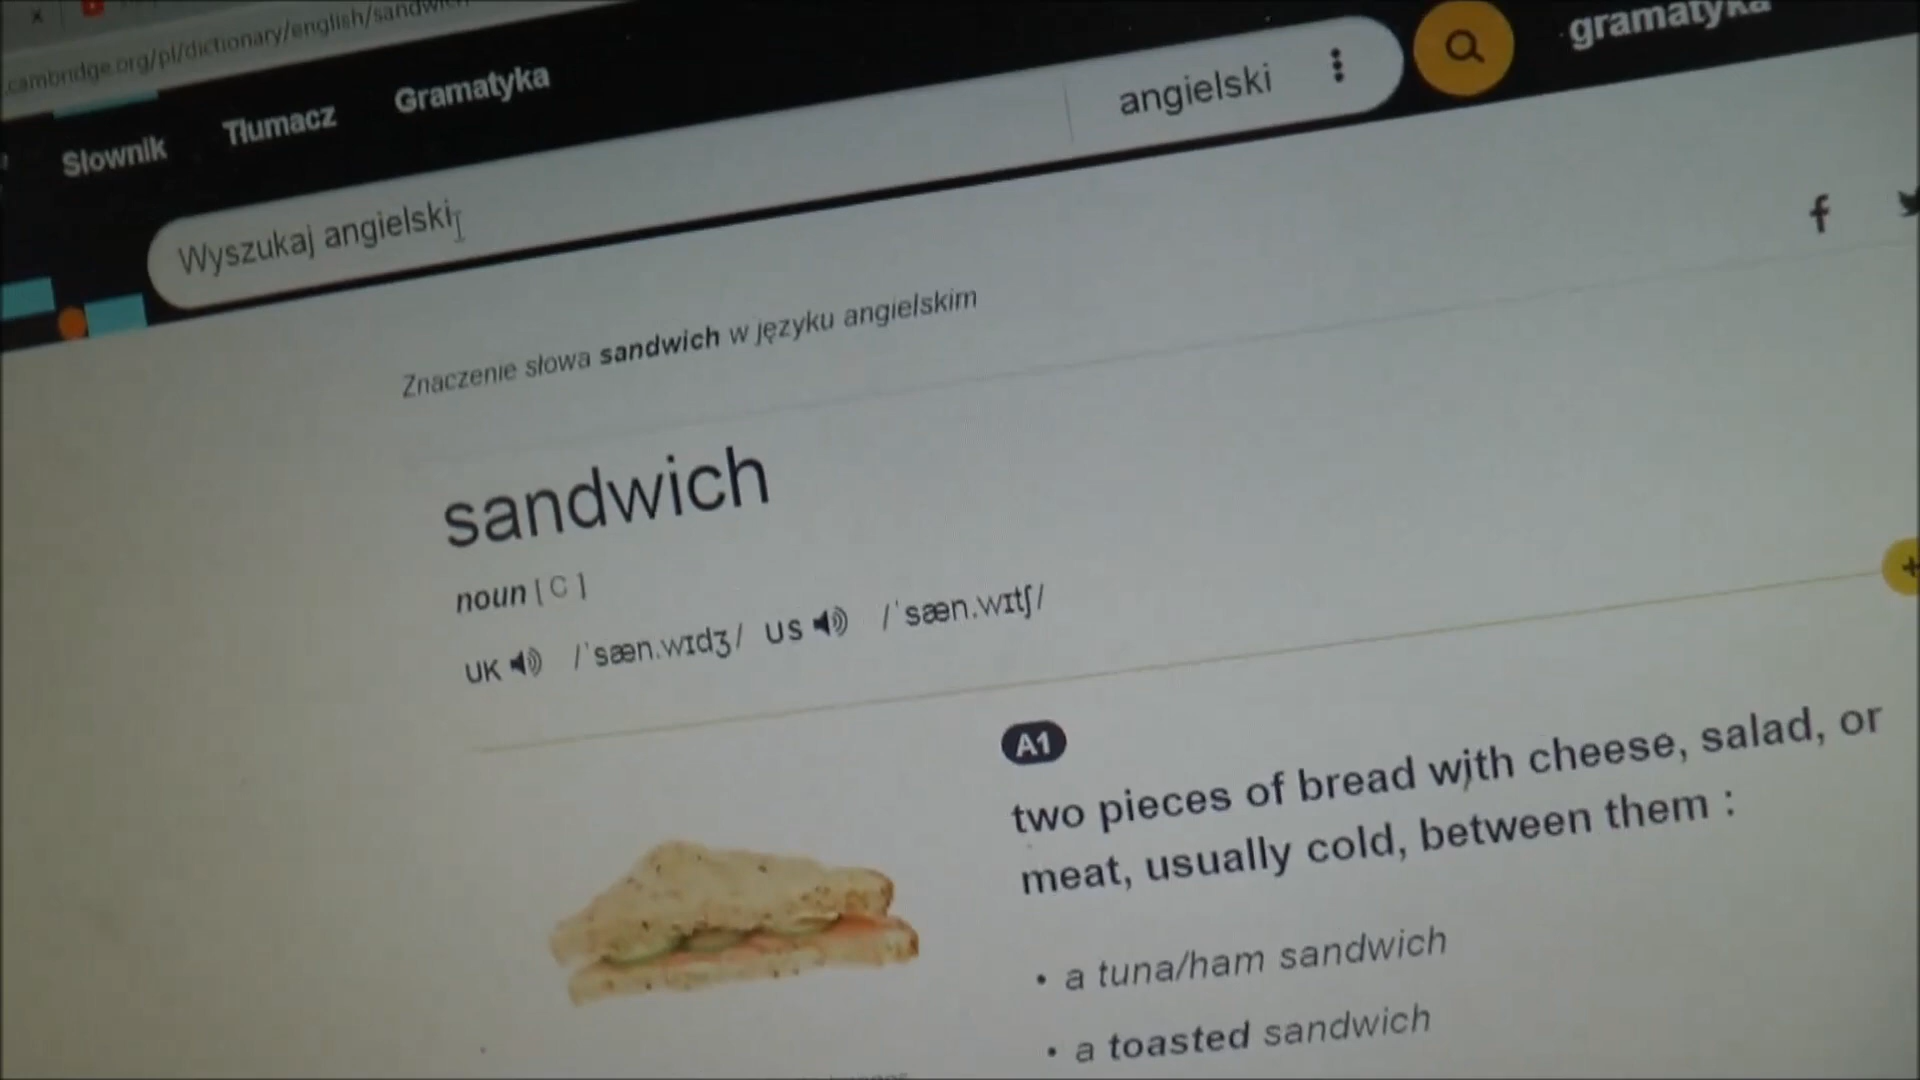 cambridge.org/pl/dictionary/english/sandwich
Słownik Tłumacz Gramatyka
gramatyka
Wyszukaj angielski
angielski
f
Znaczenie słowa sandwich w języku angielskim
sandwich
noun [ C ]
UK /ˈsæn.wɪdʒ/ US /ˈsæn.wɪtʃ/
A1
two pieces of bread with cheese, salad, or
meat, usually cold, between them :
• a tuna/ham sandwich
• a toasted sandwich